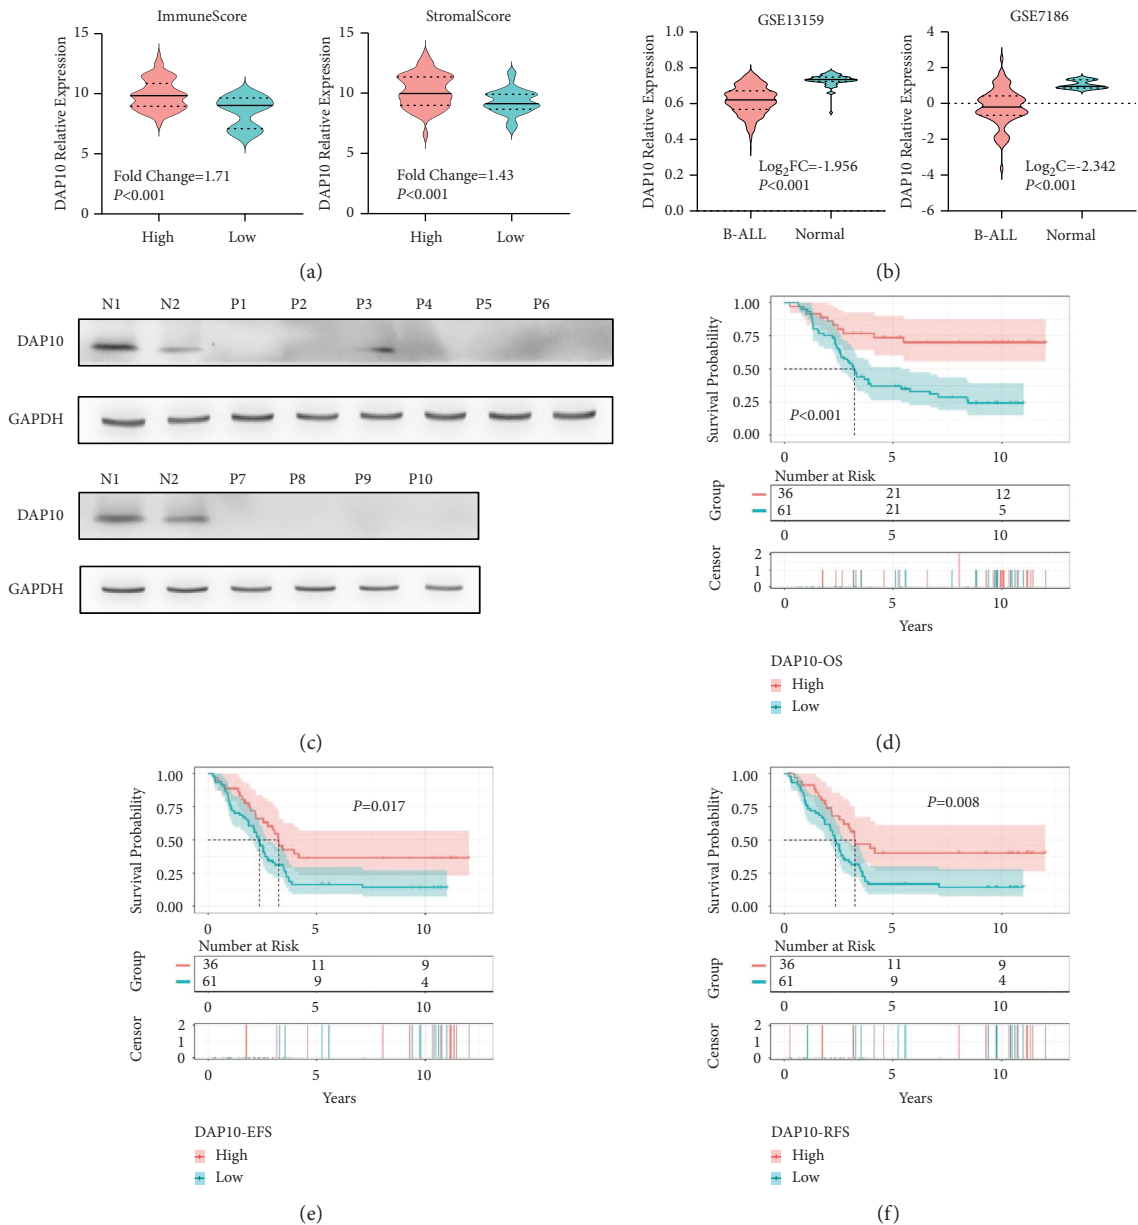 ImmuneScore
DAP10 Relative Expression
15
10
5
0
Fold Change=1.71
P<0.001
High
Low
StromalScore
DAP10 Relative Expression
15
10
5
0
Fold Change=1.43
P<0.001
High
Low
(a)
GSE13159
DAP10 Relative Expression
1.0
0.8
0.6
0.4
0.2
0.0
Log2FC=-1.956
P<0.001
B-ALL
Normal
GSE7186
DAP10 Relative Expression
4
2
0
-2
-4
-6
Log2C=-2.342
P<0.001
B-ALL
Normal
(b)
N1 N2 P1 P2 P3 P4 P5 P6
DAP10
GAPDH
N1 N2 P7 P8 P9 P10
DAP10
GAPDH
(c)
Survival Probability
1.00
0.75
0.50
0.25
0.00
P<0.001
0 5 10
Number at Risk
Group
36 21 12
61 21 5
0 5 10
Censor
2
1
0
0 5 10
Years
DAP10-OS
High
Low
(d)
Survival Probability
1.00
0.75
0.50
0.25
0.00
P=0.017
0 5 10
Number at Risk
Group
36 11 9
61 9 4
0 5 10
Censor
2
1
0
0 5 10
Years
DAP10-EFS
High
Low
(e)
Survival Probability
1.00
0.75
0.50
0.25
0.00
P=0.008
0 5 10
Number at Risk
Group
36 11 9
61 9 4
0 5 10
Censor
2
1
0
0 5 10
Years
DAP10-RFS
High
Low
(f)